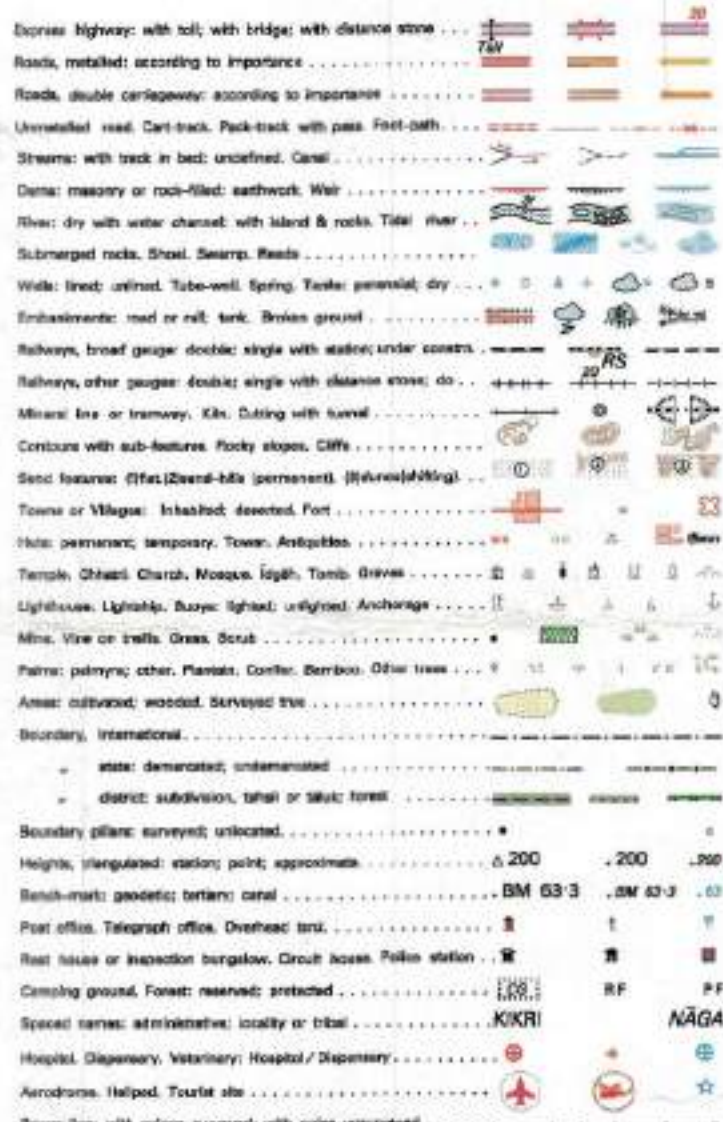 20
Express highway: with toll; with bridge; with distance stone
Toll
Roads, metalled: according to importance
Roads, double carriageway: according to importance
Unmetalled road. Cart-track. Pack-track with pass. Foot-path
Streams: with track in bed; undefined. Canal
Dams: masonry or rock-filled; earthwork. Weir
River: dry with water channel; with island & rocks. Tidal river
Submerged rocks. Shoal. Swamp. Reeds
Wells: lined; unlined. Tube-well. Spring. Tanks: perennial; dry
Embankments: road or rail; tank. Broken ground
Railways, broad gauge: double; single with station; under constrn.
RS
Railways, other gauges: double; single with distance stone; do
20
Mineral line or tramway. Kiln. Cutting with tunnel
Contours with sub-features. Rocky slopes. Cliffs
Sand features: (1)flat.(2)sand-hills (permanent). (3)dunes(shifting).
Towns or Villages: inhabited; deserted. Fort
Huts: permanent; temporary. Tower. Antiquities
Temple. Chhatri. Church. Mosque. Īdgāh. Tomb. Graves
Lighthouse. Lightship. Buoys: lighted; unlighted. Anchorage
Mine. Vine on trellis. Grass. Scrub
Palms: palmyra; other. Plantain. Conifer. Bamboo. Other trees
Areas: cultivated; wooded. Surveyed tree
Boundary, international
„ state: demarcated; undemarcated
„ district; subdivision, tahsil or taluk; forest
Boundary pillars: surveyed; unlocated.
Heights, triangulated: station; point; approximate △ 200 . 200 . 200
Bench-mark: geodetic; tertiary; canal . BM 63·3 . BM 63·3 . 63
Post office. Telegraph office. Overhead tank.
Rest house or inspection bungalow. Circuit house. Police station
Camping ground. Forest: reserved; protected CG RF PF
Spaced names: administrative; locality or tribal KIKRI NĀGA
Hospital. Dispensary. Veterinary: Hospital / Dispensary
Aerodrome. Helipad. Tourist site